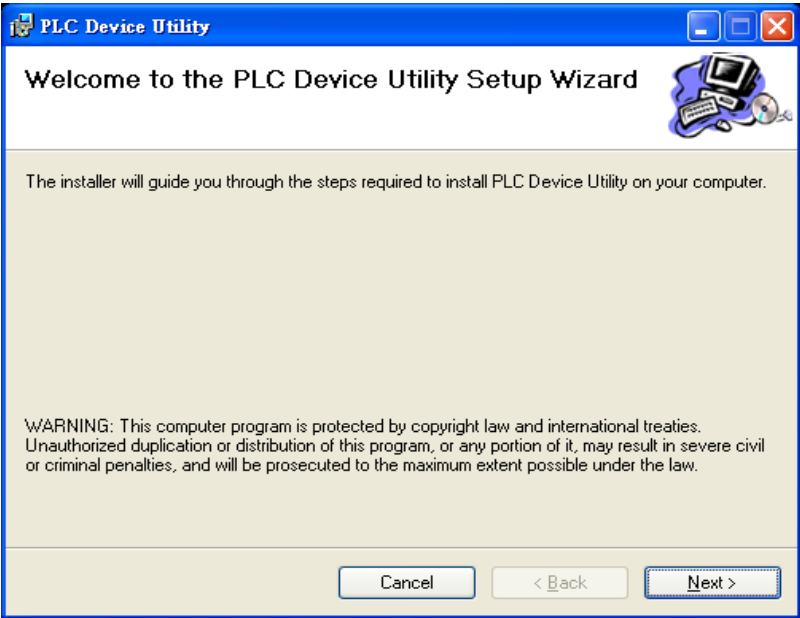 PLC Device Utility
Welcome to the PLC Device Utility Setup Wizard
The installer will guide you through the steps required to install PLC Device Utility on your computer.
WARNING: This computer program is protected by copyright law and international treaties.
Unauthorized duplication or distribution of this program, or any portion of it, may result in severe civil
or criminal penalties, and will be prosecuted to the maximum extent possible under the law.
Cancel
< Back
Next >